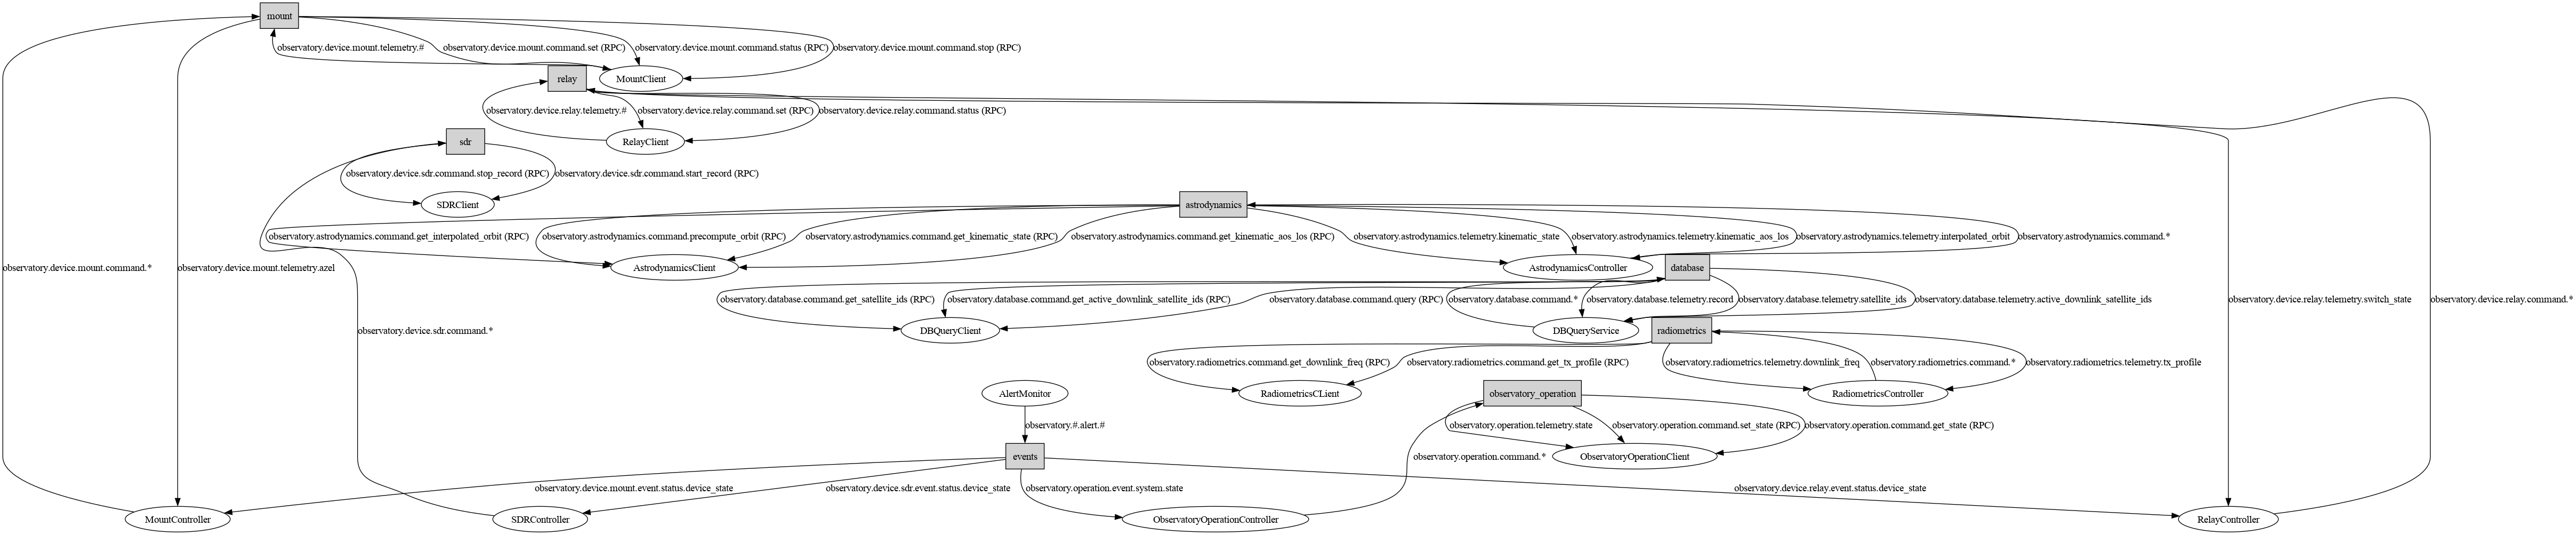 mount
observatory.device.mount.telemetry.#
observatory.device.mount.command.set (RPC)
observatory.device.mount.command.status (RPC)
observatory.device.mount.command.stop (RPC)
relay
MountClient
observatory.device.relay.telemetry.#
observatory.device.relay.command.set (RPC)
observatory.device.relay.command.status (RPC)
sdr
RelayClient
observatory.device.sdr.command.stop_record (RPC)
observatory.device.sdr.command.start_record (RPC)
SDRClient
astrodynamics
observatory.astrodynamics.command.get_interpolated_orbit (RPC)
observatory.astrodynamics.command.precompute_orbit (RPC)
observatory.astrodynamics.command.get_kinematic_state (RPC)
observatory.astrodynamics.command.get_kinematic_aos_los (RPC)
observatory.astrodynamics.telemetry.kinematic_state
observatory.astrodynamics.telemetry.kinematic_aos_los
observatory.astrodynamics.telemetry.interpolated_orbit
observatory.astrodynamics.command.*
observatory.device.mount.command.*
observatory.device.mount.telemetry.azel
AstrodynamicsClient
AstrodynamicsController
database
observatory.database.command.get_satellite_ids (RPC)
observatory.database.command.get_active_downlink_satellite_ids (RPC)
observatory.database.command.query (RPC)
observatory.database.command.*
observatory.database.telemetry.record
observatory.database.telemetry.satellite_ids
observatory.database.telemetry.active_downlink_satellite_ids
observatory.device.relay.telemetry.switch_state
observatory.device.relay.command.*
observatory.device.sdr.command.*
DBQueryClient
DBQueryService
radiometrics
observatory.radiometrics.command.get_downlink_freq (RPC)
observatory.radiometrics.command.get_tx_profile (RPC)
observatory.radiometrics.telemetry.downlink_freq
observatory.radiometrics.command.*
observatory.radiometrics.telemetry.tx_profile
AlertMonitor
RadiometricsCLient
observatory_operation
RadiometricsController
observatory.#.alert.#
observatory.operation.telemetry.state
observatory.operation.command.set_state (RPC)
observatory.operation.command.get_state (RPC)
events
observatory.operation.command.*
ObservatoryOperationClient
observatory.device.mount.event.status.device_state
observatory.device.sdr.event.status.device_state
observatory.operation.event.system.state
observatory.device.relay.event.status.device_state
MountController
SDRController
ObservatoryOperationController
RelayController